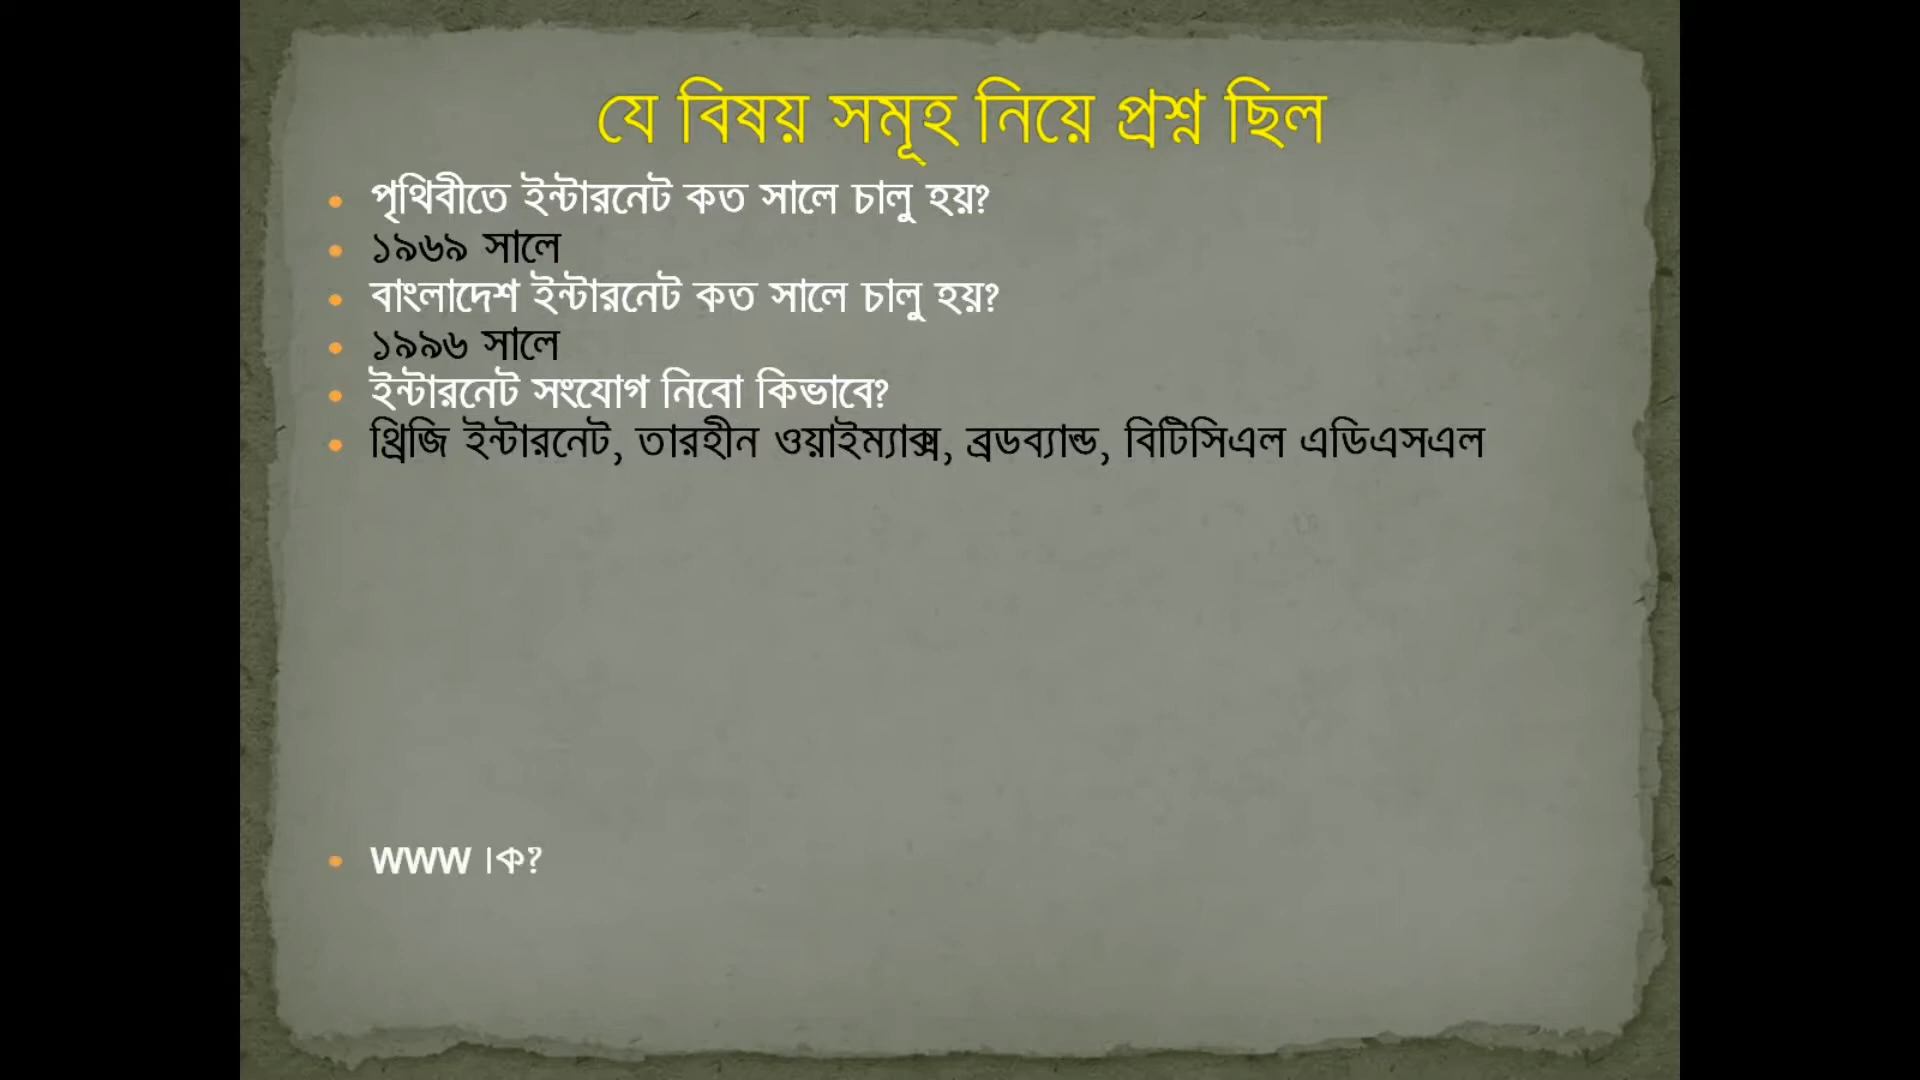 যে বিষয় সমূহ নিয়ে প্রশ্ন ছিল
• পৃথিবীতে ইন্টারনেট কত সালে চালু হয়?
• ১৯৬৯ সালে
• বাংলাদেশ ইন্টারনেট কত সালে চালু হয়?
• ১৯৯৬ সালে
• ইন্টারনেট সংযোগ নিবো কিভাবে?
• থ্রিজি ইন্টারনেট, তারহীন ওয়াইম্যাক্স, ব্রডব্যান্ড, বিটিসিএল এডিএসএল
• WWW কি?